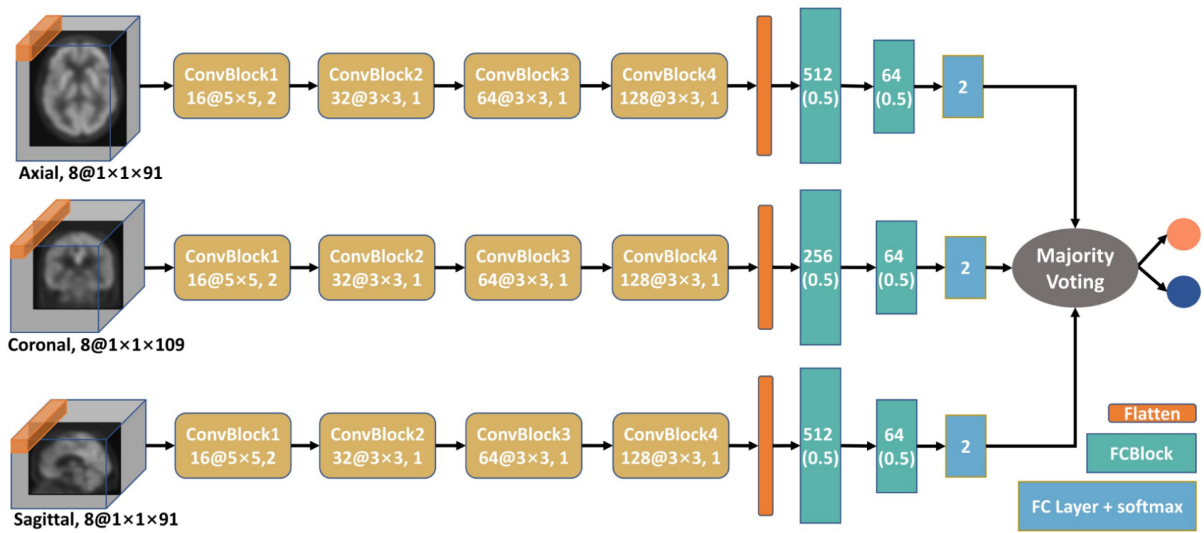 ConvBlock1
16@5×5, 2
ConvBlock2
32@3×3, 1
ConvBlock3
64@3×3, 1
ConvBlock4
128@3×3, 1
512
(0.5)
64
(0.5)
2
Axial, 8@1×1×91
ConvBlock1
16@5×5, 2
ConvBlock2
32@3×3, 1
ConvBlock3
64@3×3, 1
ConvBlock4
128@3×3, 1
256
(0.5)
64
(0.5)
2
Majority
Voting
Coronal, 8@1×1×109
ConvBlock1
16@5×5,2
ConvBlock2
32@3×3, 1
ConvBlock3
64@3×3, 1
ConvBlock4
128@3×3, 1
512
(0.5)
64
(0.5)
2
Sagittal, 8@1×1×91
Flatten
FCBlock
FC Layer + softmax